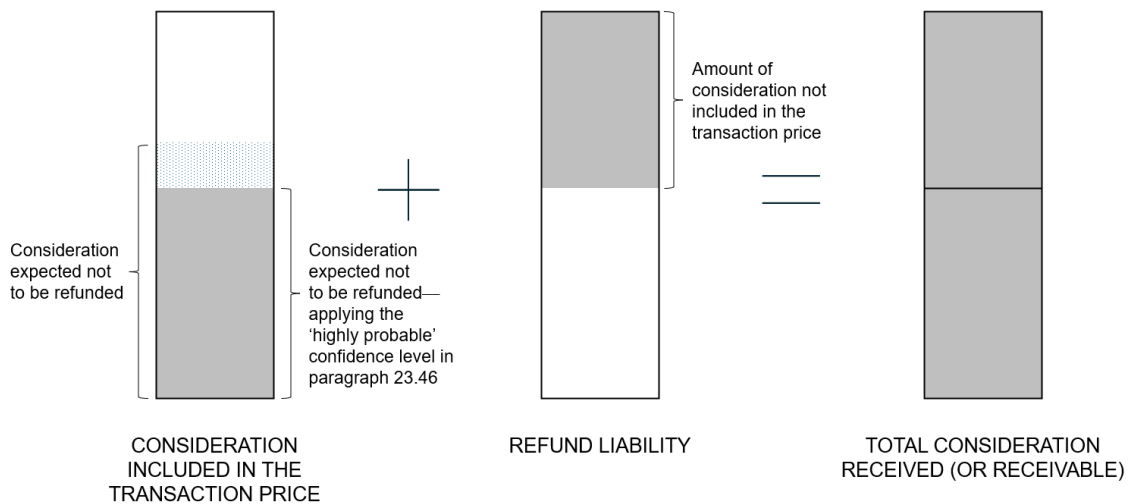 Consideration
expected not
to be refunded
Consideration
expected not
to be refunded—
applying the
‘highly probable’
confidence level in
paragraph 23.46
Amount of
consideration not
included in the
transaction price
CONSIDERATION
INCLUDED IN THE
TRANSACTION PRICE
REFUND LIABILITY
TOTAL CONSIDERATION
RECEIVED (OR RECEIVABLE)